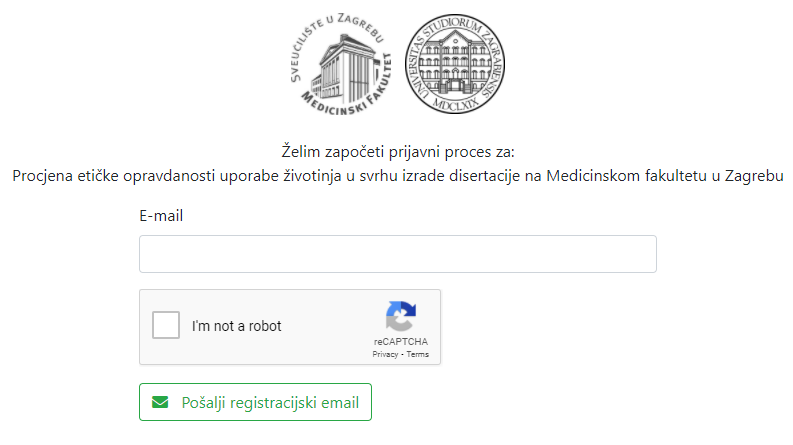 SVEUČILIŠTE U ZAGREBU
MEDICINSKI FAKULTET
UNIVERSITAS STUDIORUM ZAGRABIENSIS
MDCLXIX
Želim započeti prijavni proces za:
Procjena etičke opravdanosti uporabe životinja u svrhu izrade disertacije na Medicinskom fakultetu u Zagrebu
E-mail
I'm not a robot
reCAPTCHA
Privacy - Terms
Pošalji registracijski email